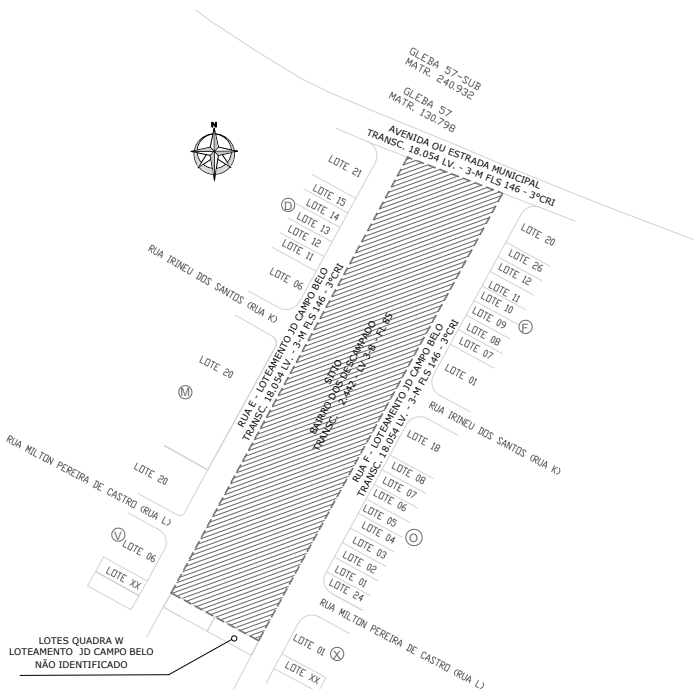 GLEBA 57-SUB
MATR. 240.932
GLEBA 57
MATR. 130.798
AVENIDA OU ESTRADA MUNICIPAL
TRANSC. 18.054 LV. - 3-M FLS 146 - 3°CRI
N
LOTE 21
LOTE 15
LOTE 14
LOTE 13
LOTE 12
LOTE 11
LOTE 06
D
RUA IRINEU DOS SANTOS (RUA K)
LOTE 20
M
LOTE 20
RUA MILTON PEREIRA DE CASTRO (RUA L)
V
LOTE 06
LOTE XX
RUA E - LOTEAMENTO JD CAMPO BELO
TRANSC. 18.054 LV. - 3-M FLS 146 - 3°CRI
SITIO
BAIRRO DOS DESCAMPADO
TRANSC. 2.442 - LV 3-B - FL 85
RUA F - LOTEAMENTO JD CAMPO BELO
TRANSC. 18.054 LV. - 3-M FLS 146 - 3°CRI
LOTE 20
LOTE 26
LOTE 12
LOTE 11
LOTE 10
LOTE 09
LOTE 08
LOTE 07
LOTE 01
F
RUA IRINEU DOS SANTOS (RUA K)
LOTE 18
LOTE 08
LOTE 07
LOTE 06
LOTE 05
LOTE 04
LOTE 03
LOTE 02
LOTE 01
LOTE 24
O
RUA MILTON PEREIRA DE CASTRO (RUA L)
LOTE 01
X
LOTE XX
LOTES QUADRA W
LOTEAMENTO JD CAMPO BELO
NÃO IDENTIFICADO